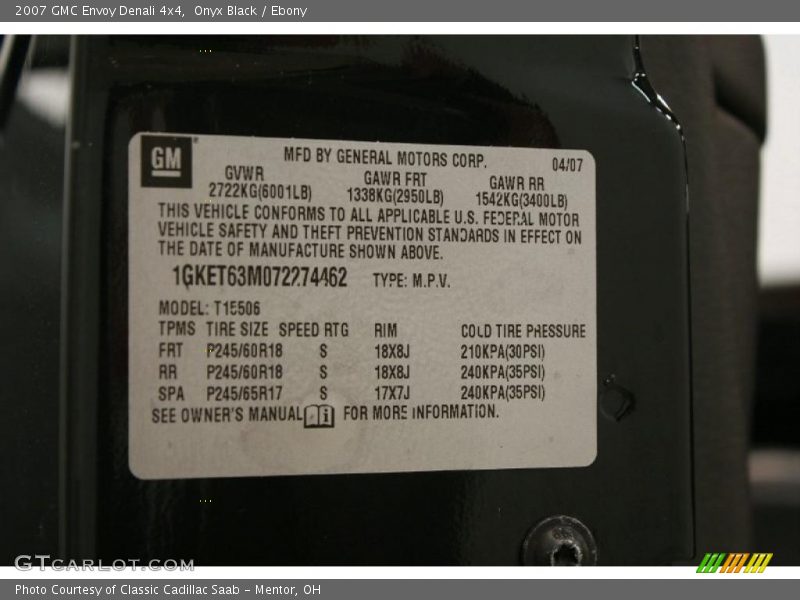 2007 GMC Envoy Denali 4x4,  Onyx Black / Ebony
GM
MFD BY GENERAL MOTORS CORP.
04/07
GVWR GAWR FRT GAWR RR
2722KG(6001LB) 1338KG(2950LB) 1542KG(3400LB)
THIS VEHICLE CONFORMS TO ALL APPLICABLE U.S. FEDERAL MOTOR
VEHICLE SAFETY AND THEFT PREVENTION STANDARDS IN EFFECT ON
THE DATE OF MANUFACTURE SHOWN ABOVE.
1GKET63M072274462 TYPE: M.P.V.
MODEL: T15506
TPMS TIRE SIZE SPEED RTG RIM COLD TIRE PRESSURE
FRT P245/60R18 S 18X8J 210KPA(30PSI)
RR P245/60R18 S 18X8J 240KPA(35PSI)
SPA P245/65R17 S 17X7J 240KPA(35PSI)
SEE OWNER'S MANUAL FOR MORE INFORMATION.
GTCARLOT.COM
Photo Courtesy of Classic Cadillac Saab - Mentor, OH